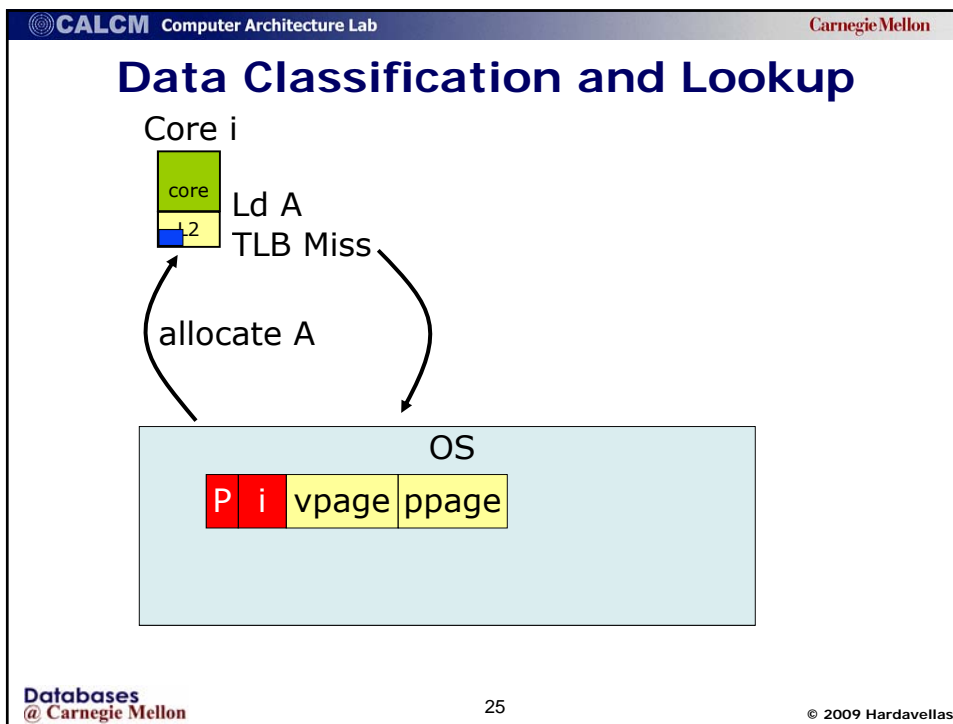 CALCM Computer Architecture Lab
Carnegie Mellon
Data Classification and Lookup
Core i
core
L2
Ld A
TLB Miss
allocate A
OS
P i vpage ppage
Databases
@ Carnegie Mellon
25
© 2009 Hardavellas